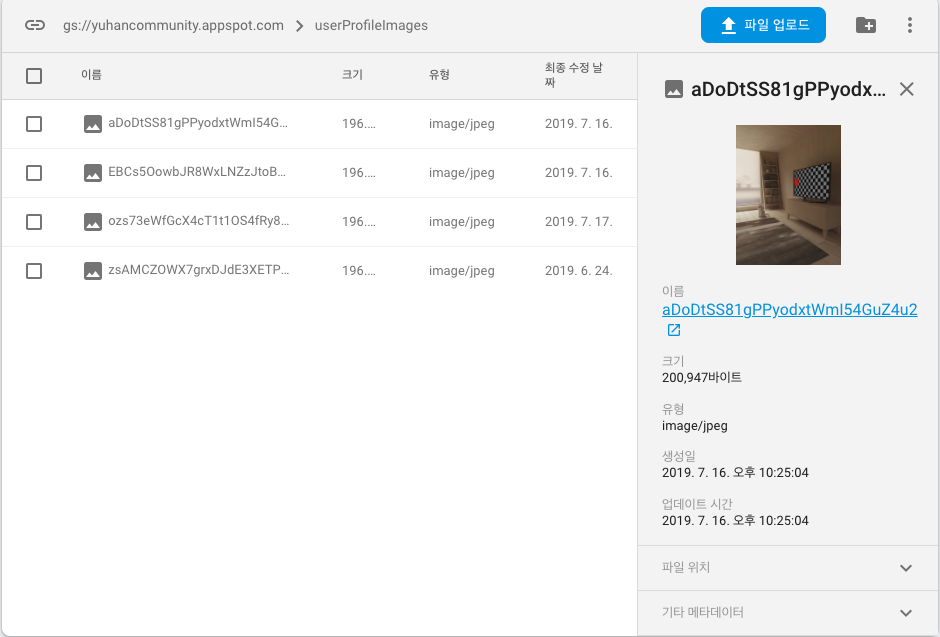 gs://yuhancommunity.appspot.com > userProfileImages
파일 업로드
이름 크기 유형 최종 수정 날
짜
aDoDtSS81gPPyodxtWmI54G… 196.… image/jpeg 2019. 7. 16.
EBCs5OowbJR8WxLNZzJtoB… 196.… image/jpeg 2019. 7. 16.
ozs73eWfGcX4cT1t1OS4fRy8… 196.… image/jpeg 2019. 7. 17.
zsAMCZOWX7grxDJdE3XETP… 196.… image/jpeg 2019. 6. 24.
aDoDtSS81gPPyodx…
이름
aDoDtSS81gPPyodxtWmI54GuZ4u2
크기
200,947바이트
유형
image/jpeg
생성일
2019. 7. 16. 오후 10:25:04
업데이트 시간
2019. 7. 16. 오후 10:25:04
파일 위치
기타 메타데이터